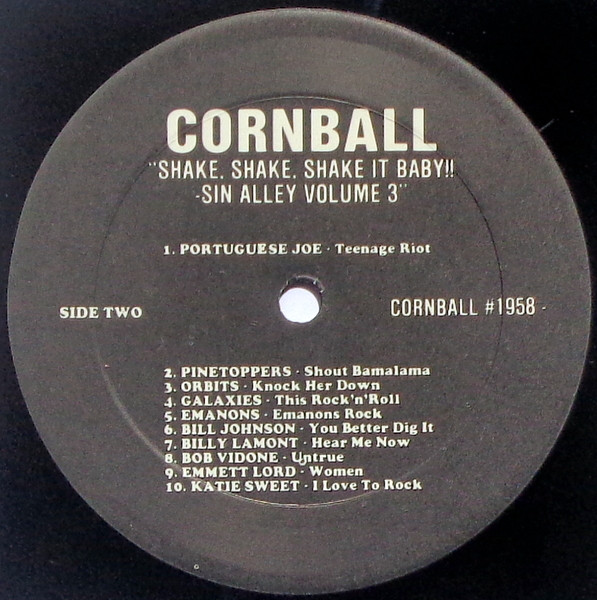 CORNBALL
"SHAKE, SHAKE, SHAKE IT BABY!!
-SIN ALLEY VOLUME 3"
1. PORTUGUESE JOE · Teenage Riot
SIDE TWO
CORNBALL #1958 -
2. PINETOPPERS · Shout Bamalama
3. ORBITS · Knock Her Down
4. GALAXIES · This Rock'n'Roll
5. EMANONS · Emanons Rock
6. BILL JOHNSON · You Better Dig It
7. BILLY LAMONT · Hear Me Now
8. BOB VIDONE · Untrue
9. EMMETT LORD · Women
10. KATIE SWEET · I Love To Rock